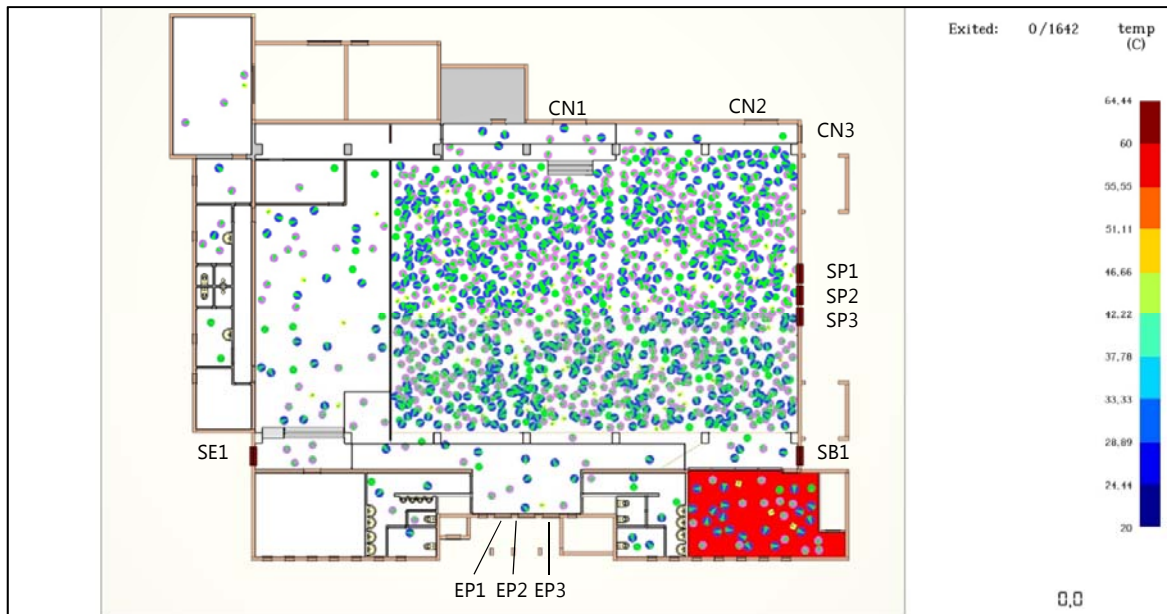 Exited: 0/1642 temp
(C)
CN1 CN2
64,44
CN3
60
55,55
51,11
SP1
46,66
SP2
SP3
42,22
37,78
33,33
SE1 SB1
28,89
24,44
20
EP1 EP2 EP3
0,0